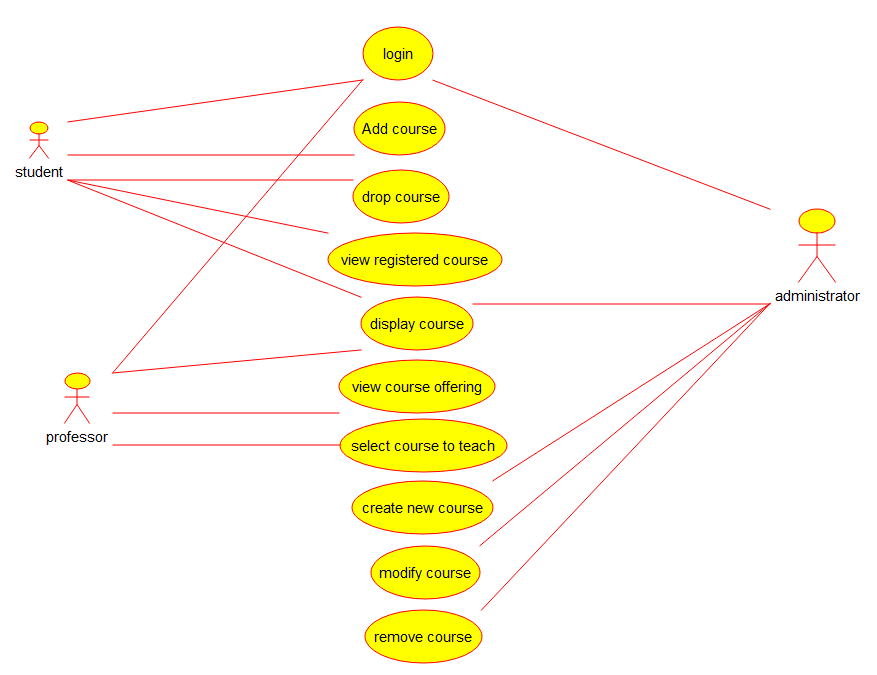 login
Add course
student
drop course
view registered course
administrator
display course
view course offering
professor
select course to teach
create new course
modify course
remove course